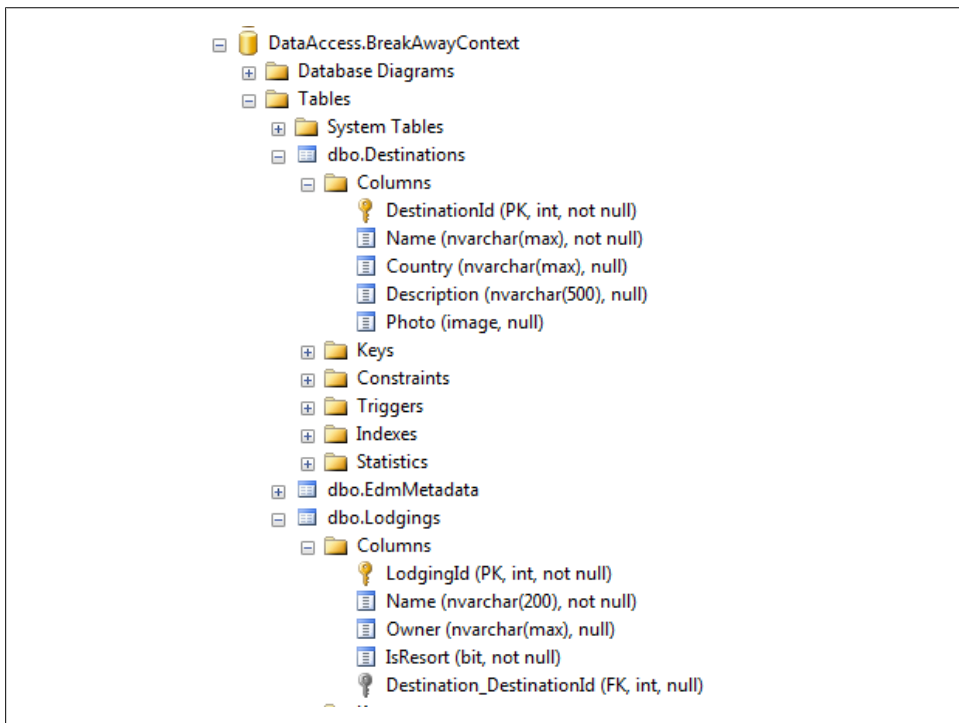 DataAccess.BreakAwayContext
Database Diagrams
Tables
System Tables
dbo.Destinations
Columns
DestinationId (PK, int, not null)
Name (nvarchar(max), not null)
Country (nvarchar(max), null)
Description (nvarchar(500), null)
Photo (image, null)
Keys
Constraints
Triggers
Indexes
Statistics
dbo.EdmMetadata
dbo.Lodgings
Columns
LodgingId (PK, int, not null)
Name (nvarchar(200), not null)
Owner (nvarchar(max), null)
IsResort (bit, not null)
Destination_DestinationId (FK, int, null)